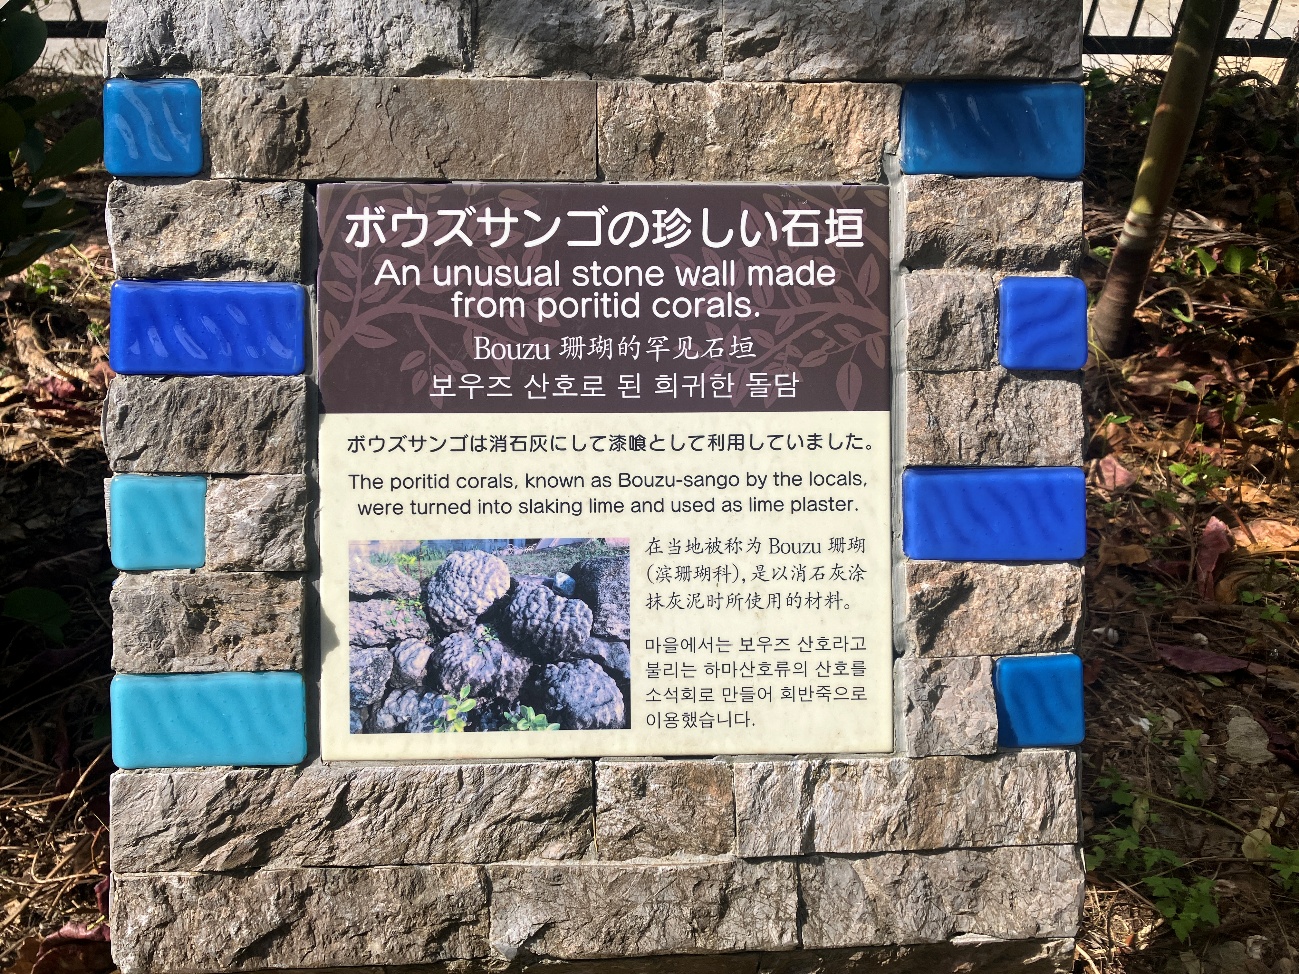 ボウズサンゴの珍しい石垣
An unusual stone wall made
from poritid corals.
Bouzu 珊瑚的罕见石垣
보우즈 산호로 된 희귀한 돌담
ボウズサンゴは消石灰にして漆喰として利用していました。
The poritid corals, known as Bouzu-sango by the locals,
were turned into slaking lime and used as lime plaster.
在当地被称为 Bouzu 珊瑚
(滨珊瑚科), 是以消石灰涂
抹灰泥时所使用的材料。
마을에서는 보우즈 산호라고
불리는 하마산호류의 산호를
소석회로 만들어 회반죽으로
이용했습니다.